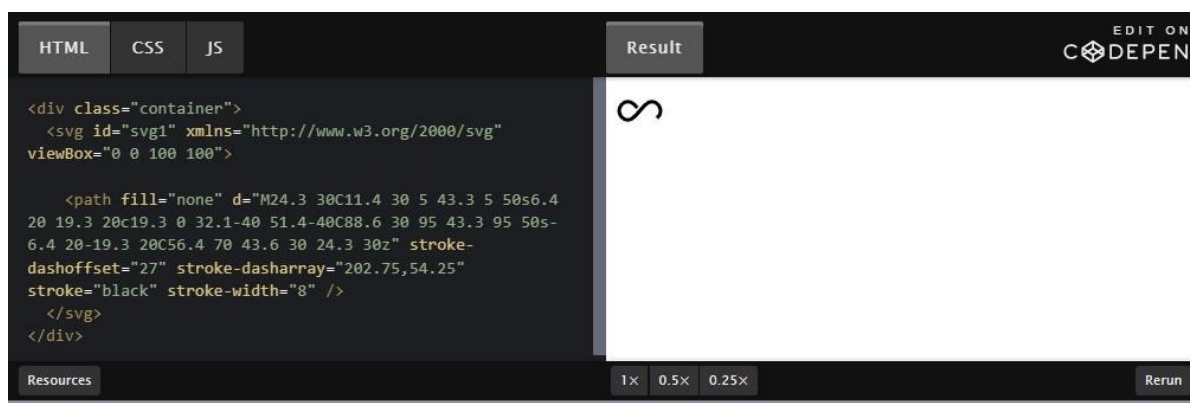 HTML CSS JS
Result
EDIT ON
CODEPEN
<div class="container">
<svg id="svg1" xmlns="http://www.w3.org/2000/svg"
viewBox="0 0 100 100">
<path fill="none" d="M24.3 30C11.4 30 5 43.3 5 50s6.4
20 19.3 20c19.3 0 32.1-40 51.4-40C88.6 30 95 43.3 95 50s-
6.4 20-19.3 20C56.4 70 43.6 30 24.3 30z" stroke-
dashoffset="27" stroke-dasharray="202.75,54.25"
stroke="black" stroke-width="8" />
</svg>
</div>
Resources
1× 0.5× 0.25×
Rerun